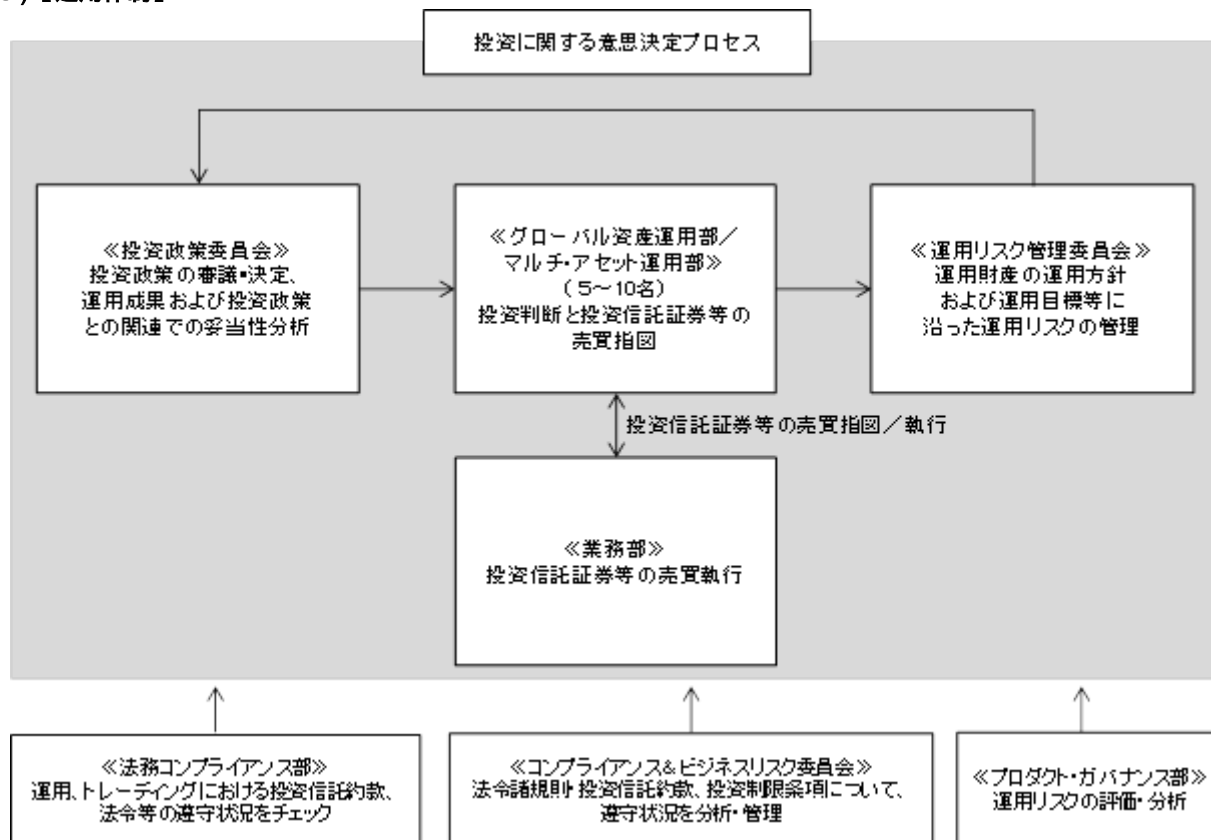 投資に関する意思決定プロセス
≪投資政策委員会≫
投資政策の審議・決定、
運用成果および投資政策
との関連での妥当性分析
≪グローバル資産運用部／
マルチ・アセット運用部≫
（5～10名）
投資判断と投資信託証券等の
売買指図
≪運用リスク管理委員会≫
運用財産の運用方針
および運用目標等に
沿った運用リスクの管理
投資信託証券等の売買指図／執行
≪業務部≫
投資信託証券等の売買執行
≪法務コンプライアンス部≫
運用、トレーディングにおける投資信託約款、
法令等の遵守状況をチェック
≪コンプライアンス&ビジネスリスク委員会≫
法令諸規則・投資信託約款、投資制限条項について、
遵守状況を分析・管理
≪プロダクト・ガバナンス部≫
運用リスクの評価・分析